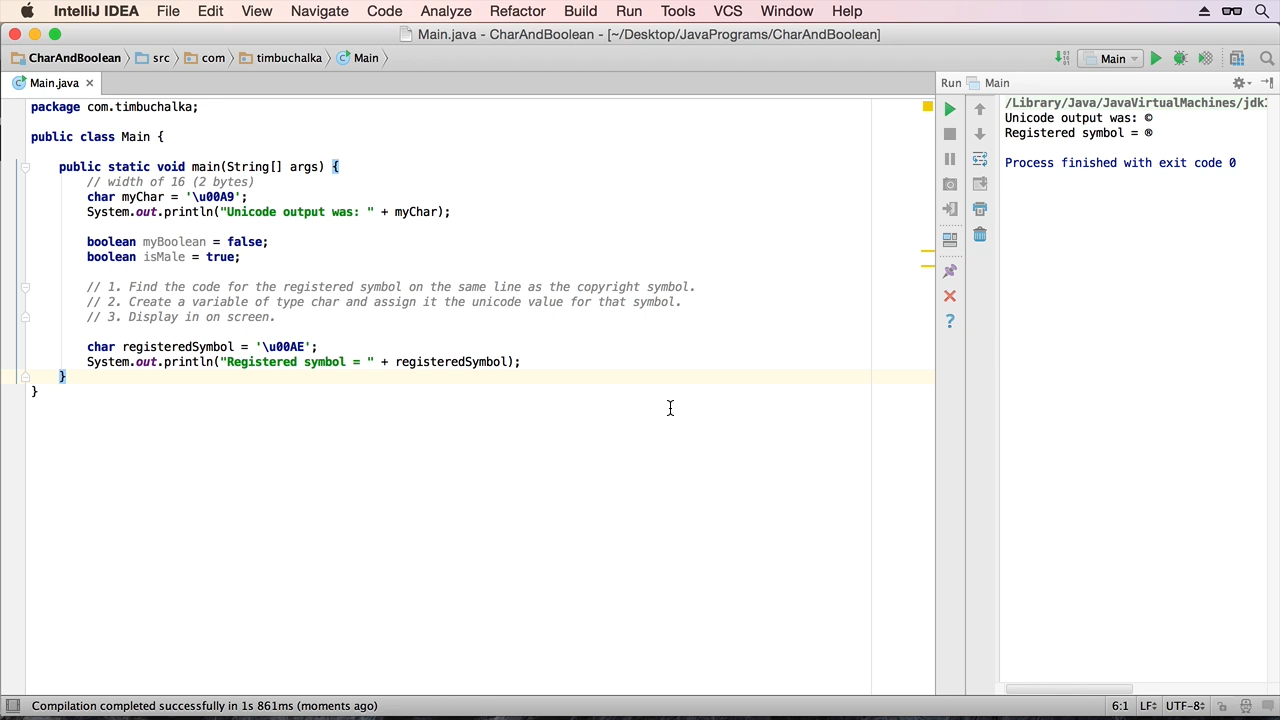 IntelliJ IDEA File Edit View Navigate Code Analyze Refactor Build Run Tools VCS Window Help
Main.java - CharAndBoolean - [~/Desktop/JavaPrograms/CharAndBoolean]
CharAndBoolean src com timbuchalka Main Main
Main.java
Run Main
package com.timbuchalka;
public class Main {
public static void main(String[] args) {
// width of 16 (2 bytes)
char myChar = '\u00A9';
System.out.println("Unicode output was: " + myChar);
boolean myBoolean = false;
boolean isMale = true;
// 1. Find the code for the registered symbol on the same line as the copyright symbol.
// 2. Create a variable of type char and assign it the unicode value for that symbol.
// 3. Display in on screen.
char registeredSymbol = '\u00AE';
System.out.println("Registered symbol = " + registeredSymbol);
}
}
/Library/Java/JavaVirtualMachines/jdk1
Unicode output was: ©
Registered symbol = ®
Process finished with exit code 0
Compilation completed successfully in 1s 861ms (moments ago)
6:1 LF UTF-8